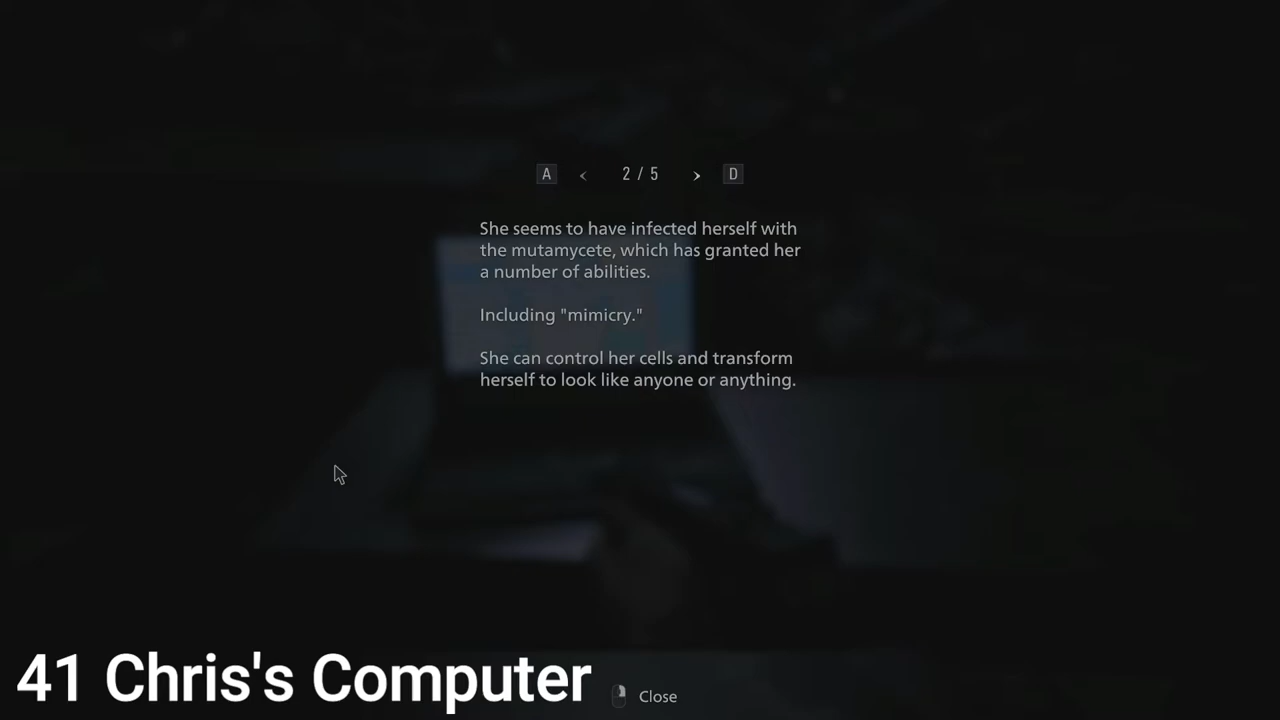 A < 2 / 5 > D
She seems to have infected herself with
the mutamycete, which has granted her
a number of abilities.
Including "mimicry."
She can control her cells and transform
herself to look like anyone or anything.
41 Chris's Computer
Close